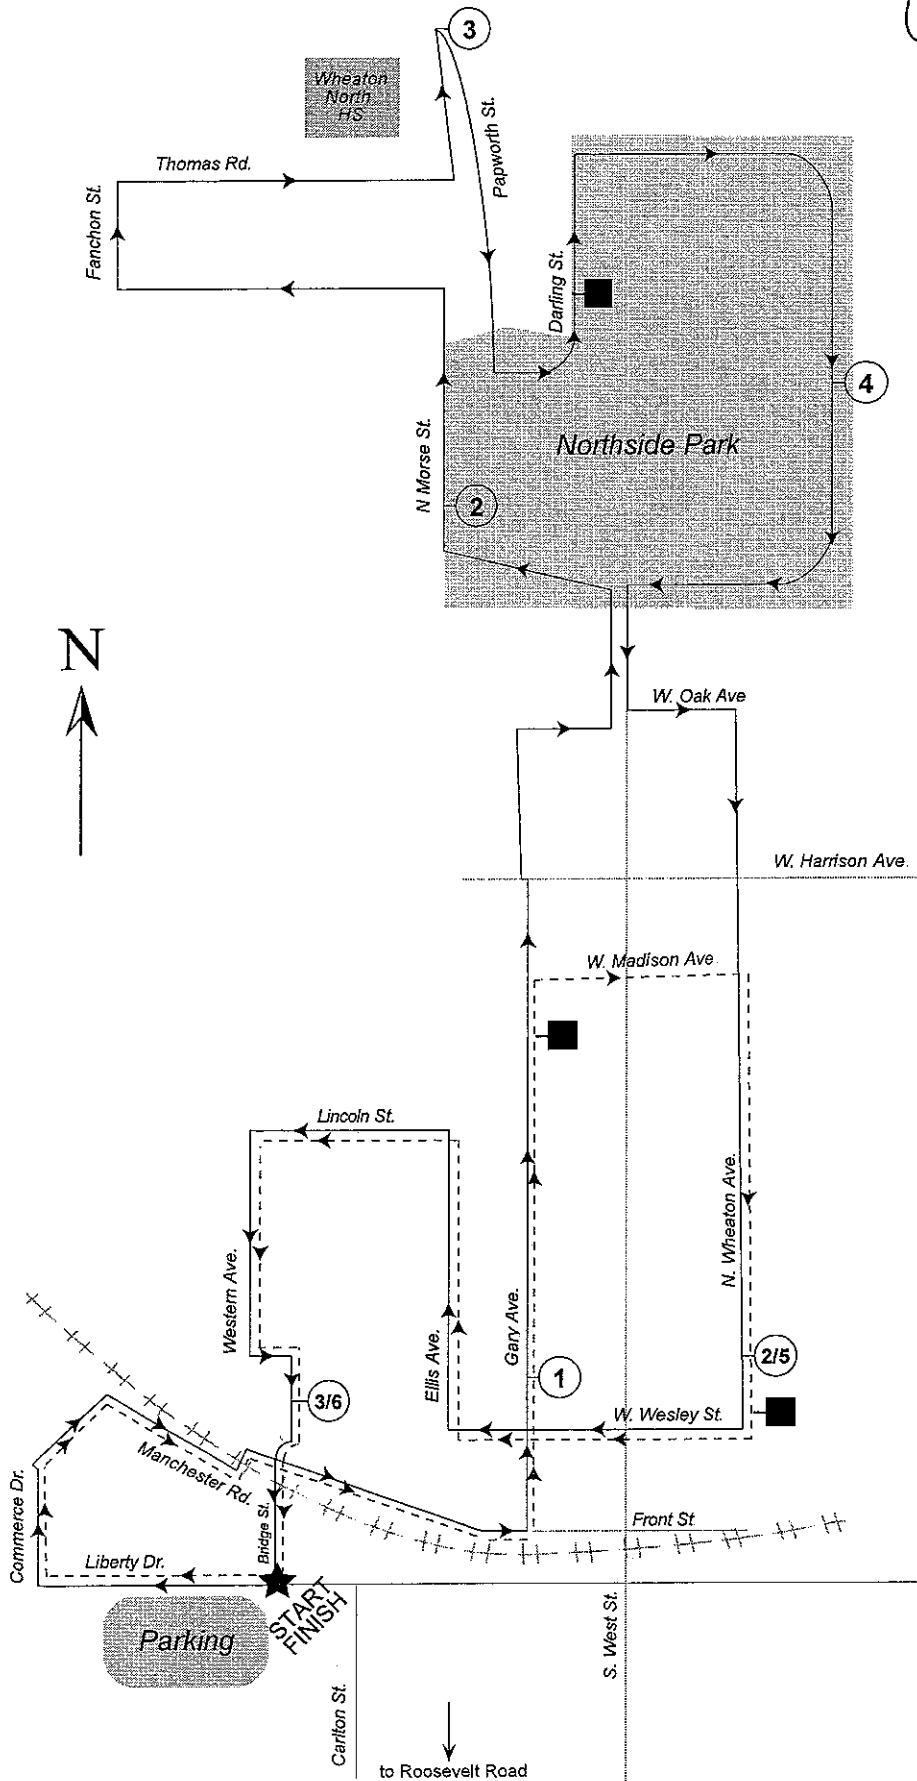 3
Wheaton
North
HS
Papworth St.
Thomas Rd.
Fanchon St.
Darling St.
4
Northside Park
N Morse St.
2
N
W. Oak Ave
W. Harrison Ave.
W. Madison Ave.
Lincoln St.
N. Wheaton Ave.
Western Ave.
Ellis Ave.
Gary Ave.
1
2/5
3/6
W. Wesley St.
Manchester Rd.
Commerce Dr.
Bridge St.
Front St
Liberty Dr.
START
FINISH
Parking
S. West St.
Carlton St.
to Roosevelt Road